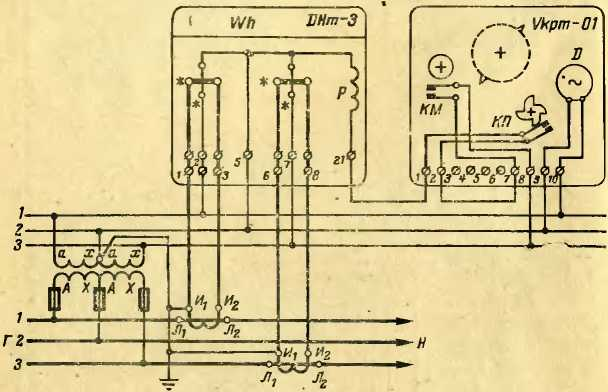 Wh DHm-3
Vкрт-01
Д
P
КМ
КП
* * * *
1 2 3 5 6 7 8 21
1 2 3 4 5 6 7 8 9 10
1
2
3
а х а х
А Х А Х
И₁ И₂
1
Л₁ Л₂
Г 2 Н
И₁ И₂
3
Л₁ Л₂